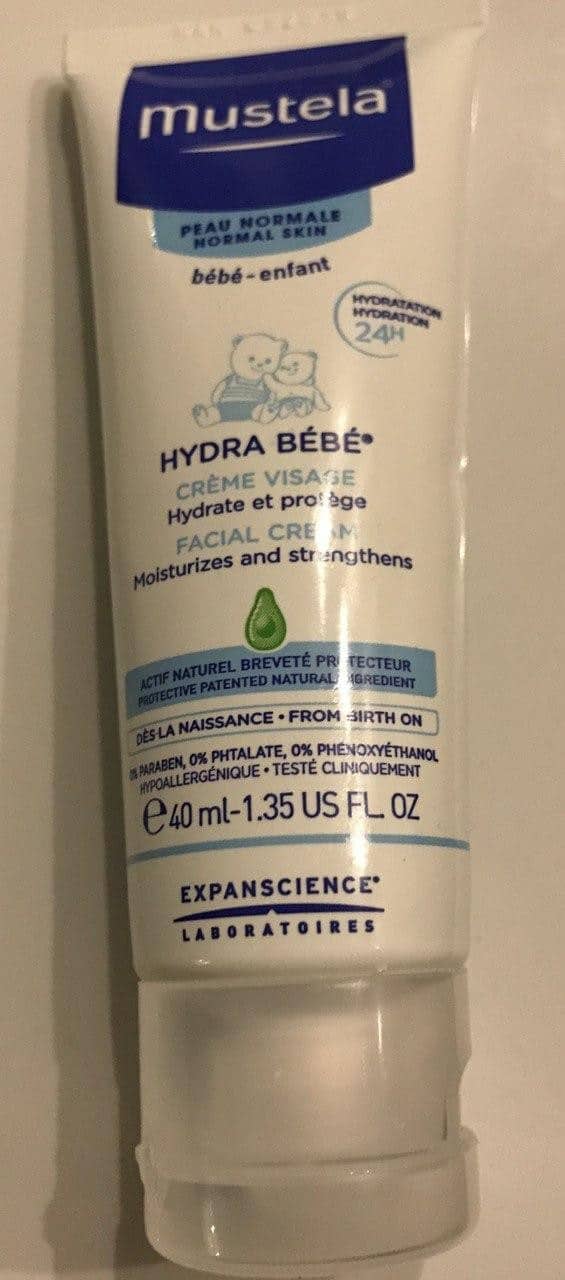 mustela
PEAU NORMALE
NORMAL SKIN
bébé-enfant
HYDRATATION
HYDRATION
24H
HYDRA BÉBÉ®
CRÈME VISAGE
Hydrate et protège
FACIAL CREAM
Moisturizes and strengthens
ACTIF NATUREL BREVETÉ PROTECTEUR
PROTECTIVE PATENTED NATURAL INGREDIENT
DÈS LA NAISSANCE • FROM BIRTH ON
0% PARABEN, 0% PHTALATE, 0% PHÉNOXYÉTHANOL
HYPOALLERGÉNIQUE • TESTÉ CLINIQUEMENT
℮ 40 ml-1.35 US FL. OZ
EXPANSCIENCE®
LABORATOIRES